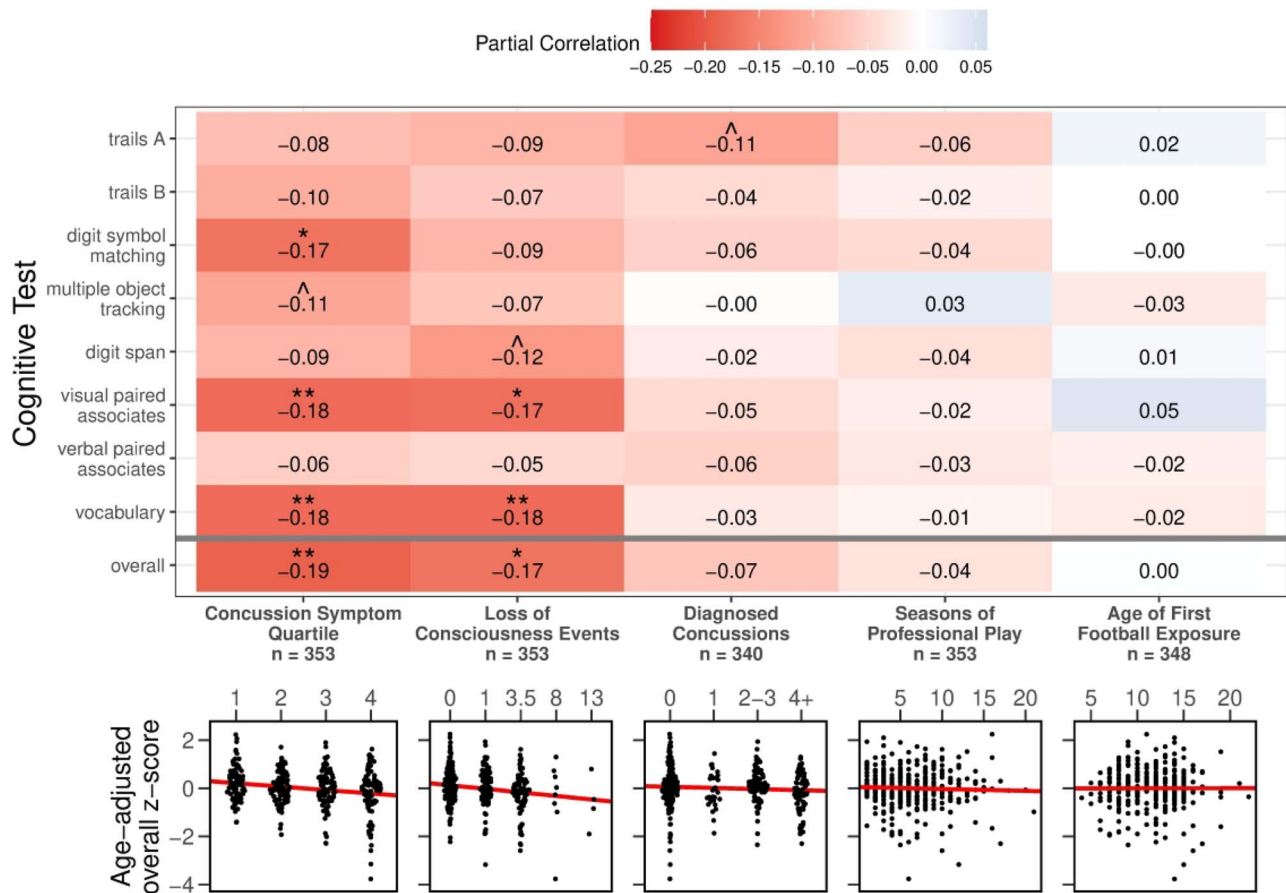 Partial Correlation
−0.25 −0.20 −0.15 −0.10 −0.05 0.00 0.05
Cognitive Test
trails A −0.08 −0.09 ^ −0.11 −0.06 0.02
trails B −0.10 −0.07 −0.04 −0.02 0.00
digit symbol
matching
* −0.17 −0.09 −0.06 −0.04 −0.00
multiple object
tracking
^ −0.11 −0.07 −0.00 0.03 −0.03
digit span −0.09 ^ −0.12 −0.02 −0.04 0.01
visual paired
associates
** −0.18 * −0.17 −0.05 −0.02 0.05
verbal paired
associates
−0.06 −0.05 −0.06 −0.03 −0.02
vocabulary ** −0.18 ** −0.18 −0.03 −0.01 −0.02
overall ** −0.19 * −0.17 −0.07 −0.04 0.00
Concussion Symptom
Quartile
n = 353
Loss of
Consciousness Events
n = 353
Diagnosed
Concussions
n = 340
Seasons of
Professional Play
n = 353
Age of First
Football Exposure
n = 348
1 2 3 4
0 1 3.5 8 13
0 1 2−3 4+
5 10 15 20
5 10 15 20
Age−adjusted
overall z−score
2
0
−2
−4